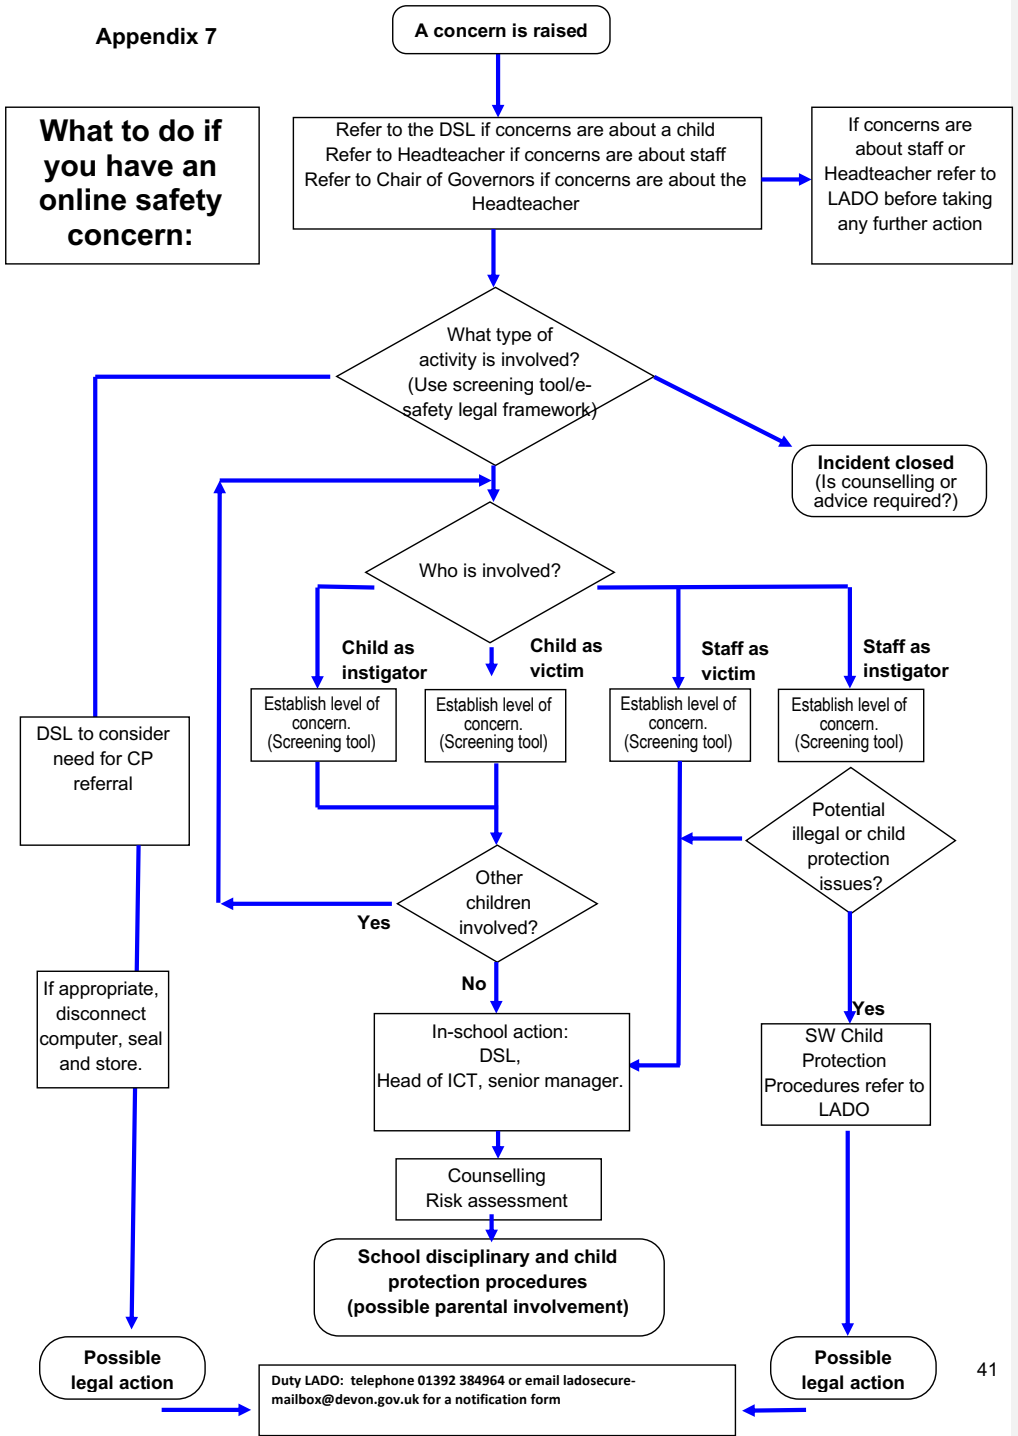 Appendix 7
A concern is raised
What to do if
you have an
online safety
concern:
Refer to the DSL if concerns are about a child
Refer to Headteacher if concerns are about staff
Refer to Chair of Governors if concerns are about the
Headteacher
If concerns are
about staff or
Headteacher refer to
LADO before taking
any further action
What type of
activity is involved?
(Use screening tool/e-
safety legal framework)
Incident closed
(Is counselling or
advice required?)
Who is involved?
Child as
instigator
Child as
victim
Staff as
victim
Staff as
instigator
Establish level of
concern.
(Screening tool)
Establish level of
concern.
(Screening tool)
Establish level of
concern.
(Screening tool)
Establish level of
concern.
(Screening tool)
DSL to consider
need for CP
referral
Potential
illegal or child
protection
issues?
Other
children
involved?
Yes
No
If appropriate,
disconnect
computer, seal
and store.
In-school action:
DSL,
Head of ICT, senior manager.
Yes
SW Child
Protection
Procedures refer to
LADO
Counselling
Risk assessment
School disciplinary and child
protection procedures
(possible parental involvement)
Possible
legal action
Possible
legal action
Duty LADO: telephone 01392 384964 or email ladosecure-
mailbox@devon.gov.uk for a notification form
41